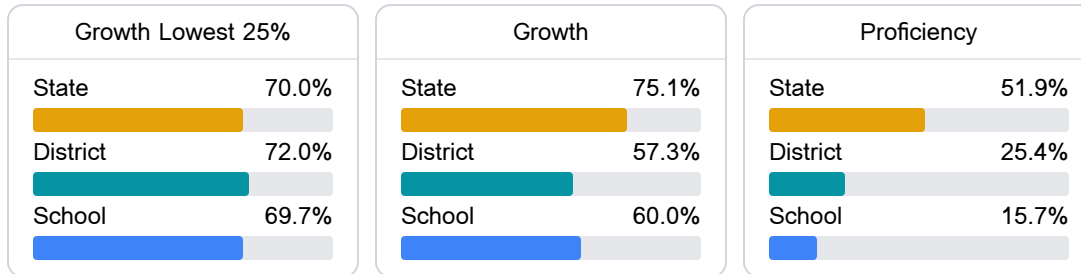 Growth Lowest 25%
State 70.0%
District 72.0%
School 69.7%
Growth
State 75.1%
District 57.3%
School 60.0%
Proficiency
State 51.9%
District 25.4%
School 15.7%